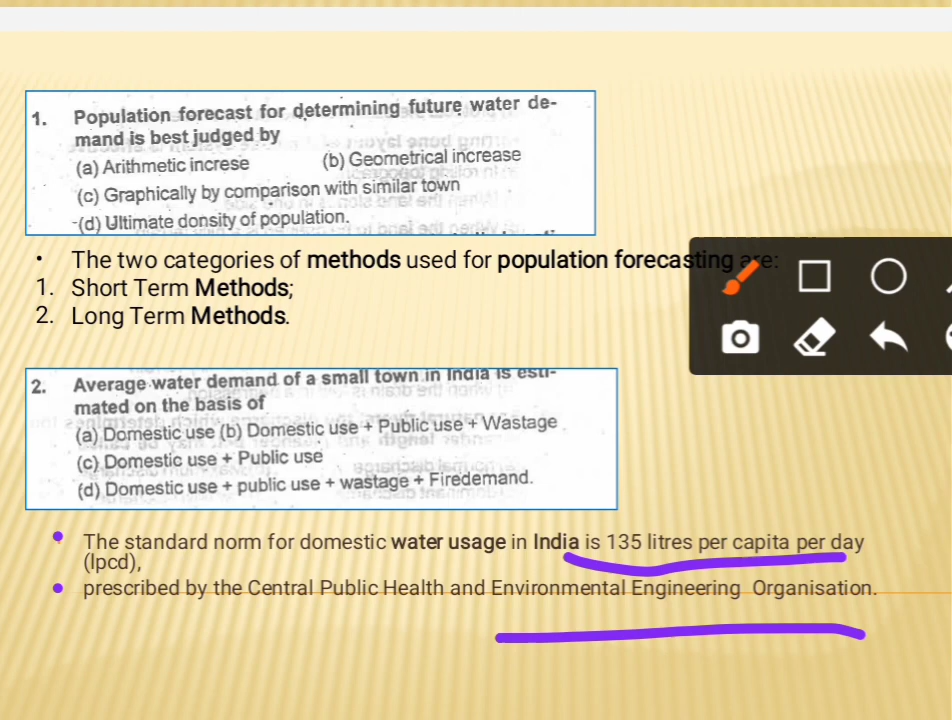 1. Population forecast for determining future water de-
mand is best judged by
(a) Arithmetic increse (b) Geometrical increase
(c) Graphically by comparison with similar town
(d) Ultimate donsity of population.
• The two categories of methods used for population forecasting are:
1. Short Term Methods;
2. Long Term Methods.
2. Average water demand of a small town in India is esti-
mated on the basis of
(a) Domestic use (b) Domestic use + Public use + Wastage
(c) Domestic use + Public use
(d) Domestic use + public use + wastage + Firedemand.
• The standard norm for domestic water usage in India is 135 litres per capita per day
(lpcd),
• prescribed by the Central Public Health and Environmental Engineering Organisation.